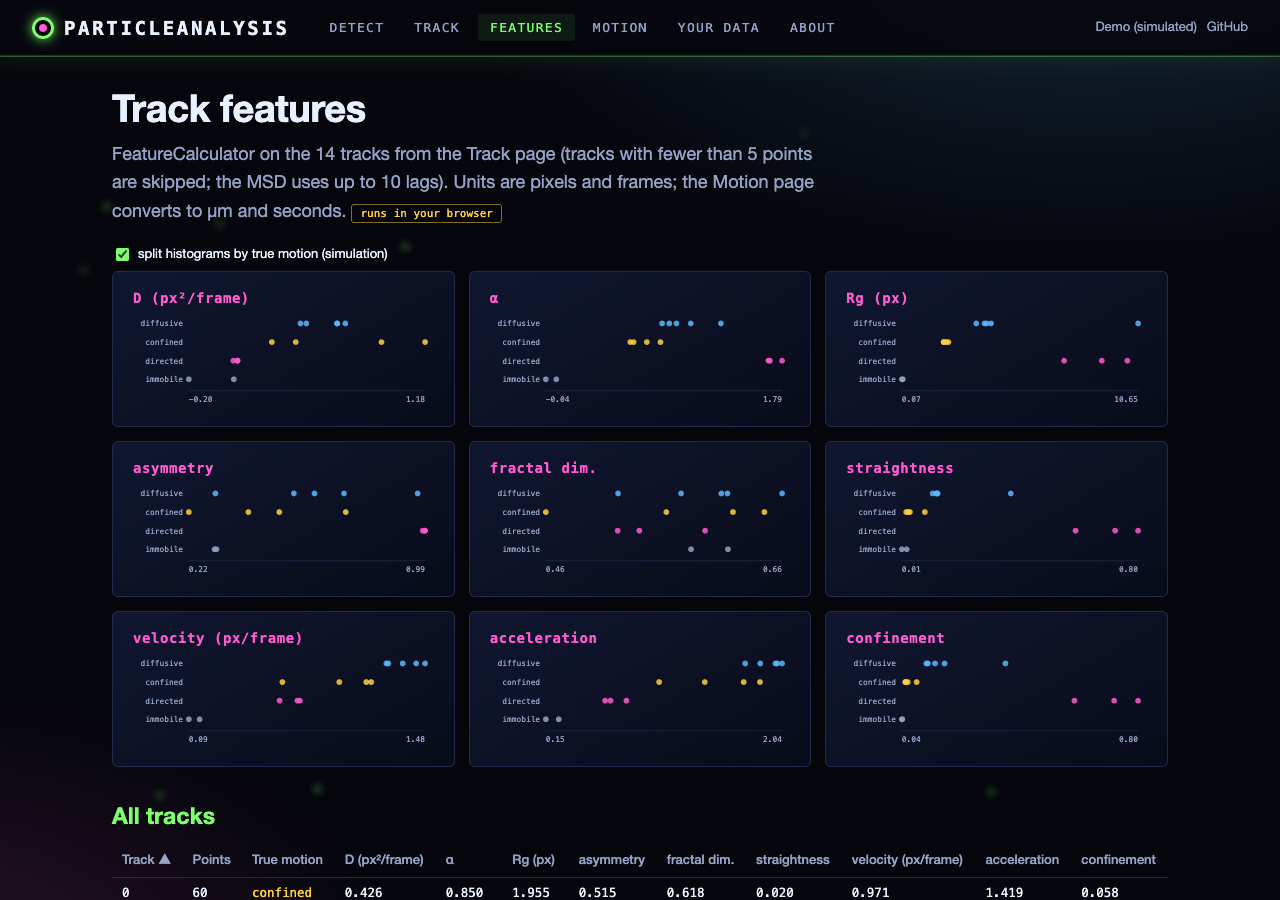 PARTICLEANALYSIS DETECT TRACK FEATURES MOTION YOUR DATA ABOUT Demo (simulated) GitHub
Track features
FeatureCalculator on the 14 tracks from the Track page (tracks with fewer than 5 points
are skipped; the MSD uses up to 10 lags). Units are pixels and frames; the Motion page
converts to µm and seconds. runs in your browser
split histograms by true motion (simulation)
D (px²/frame)
diffusive
confined
directed
immobile
−0.20 1.18
α
diffusive
confined
directed
immobile
−0.04 1.79
Rg (px)
diffusive
confined
directed
immobile
0.07 10.65
asymmetry
diffusive
confined
directed
immobile
0.22 0.99
fractal dim.
diffusive
confined
directed
immobile
0.46 0.66
straightness
diffusive
confined
directed
immobile
0.01 0.80
velocity (px/frame)
diffusive
confined
directed
immobile
0.09 1.48
acceleration
diffusive
confined
directed
immobile
0.15 2.04
confinement
diffusive
confined
directed
immobile
0.04 0.80
All tracks
Track ▲ Points True motion D (px²/frame) α Rg (px) asymmetry fractal dim. straightness velocity (px/frame) acceleration confinement
0 60 confined 0.426 0.850 1.955 0.515 0.618 0.020 0.971 1.419 0.058